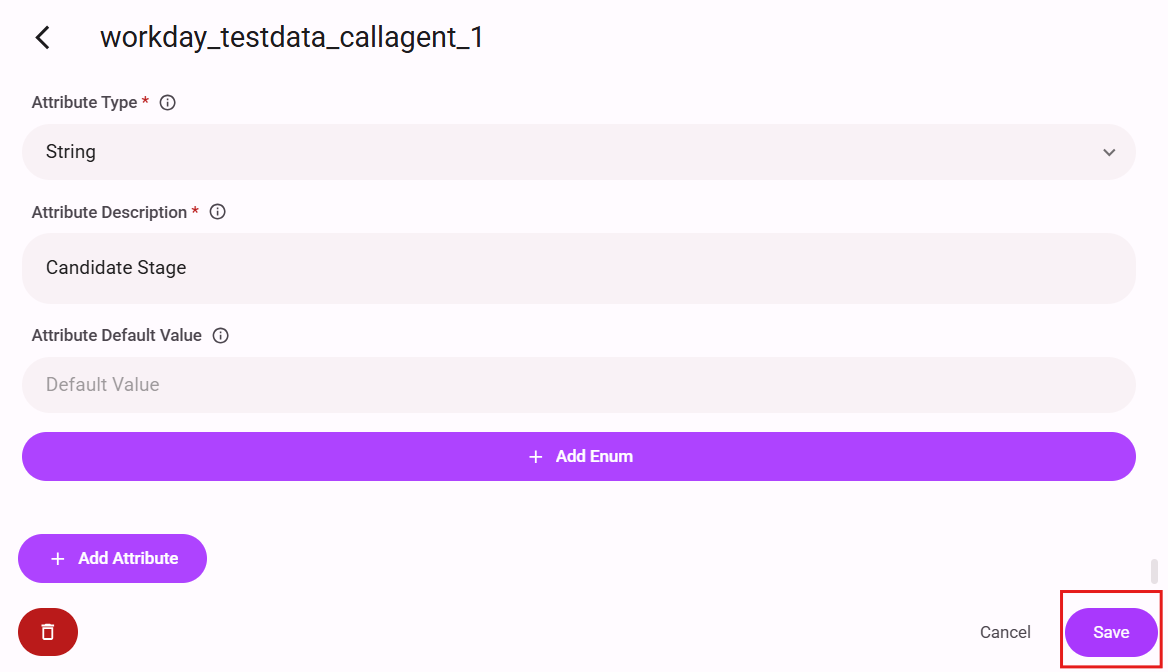 workday_testdata_callagent_1
Attribute Type *
String
Attribute Description *
Candidate Stage
Attribute Default Value
Default Value
+ Add Enum
+ Add Attribute
Cancel
Save